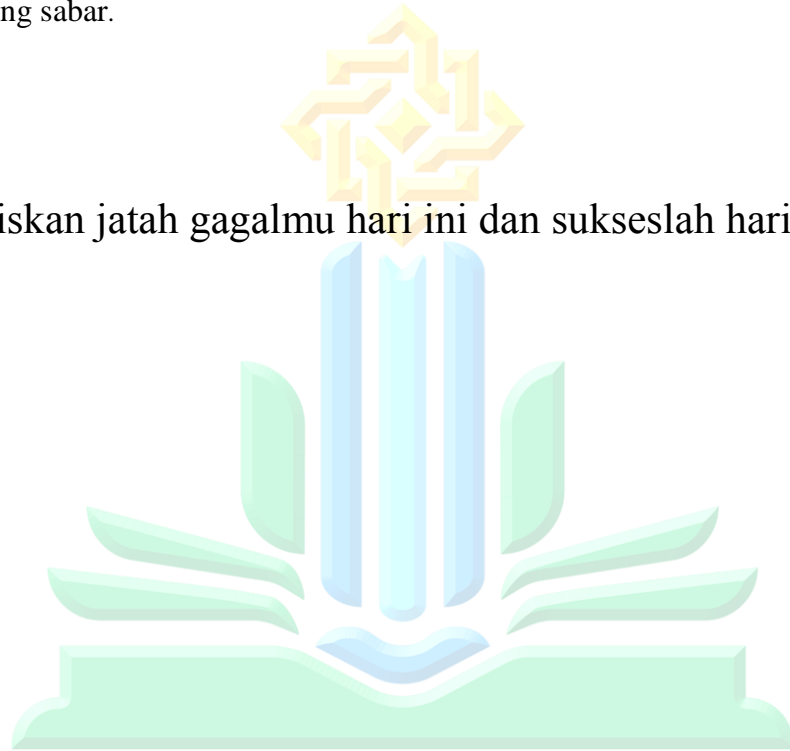 ng sabar.
iskan jatah gagalmu hari ini dan sukseslah hari